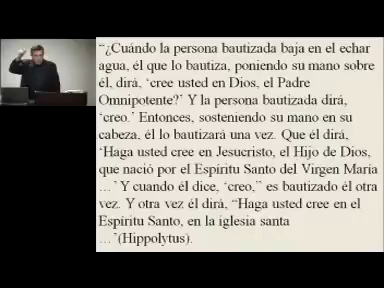 “¿Cuándo la persona bautizada baja en el echar
agua, él que lo bautiza, poniendo su mano sobre
él, dirá, ‘cree usted en Dios, el Padre
Omnipotente?’ Y la persona bautizada dirá,
‘creo.’ Entonces, sosteniendo su mano en su
cabeza, él lo bautizará una vez. Que él dirá,
‘Haga usted cree en Jesucristo, el Hijo de Dios,
que nació por el Espíritu Santo del Virgen María
…’ Y cuando él dice, ‘creo,” es bautizado él otra
vez. Y otra vez él dirá, “Haga usted cree en el
Espíritu Santo, en la iglesia santa
…’(Hippolytus).